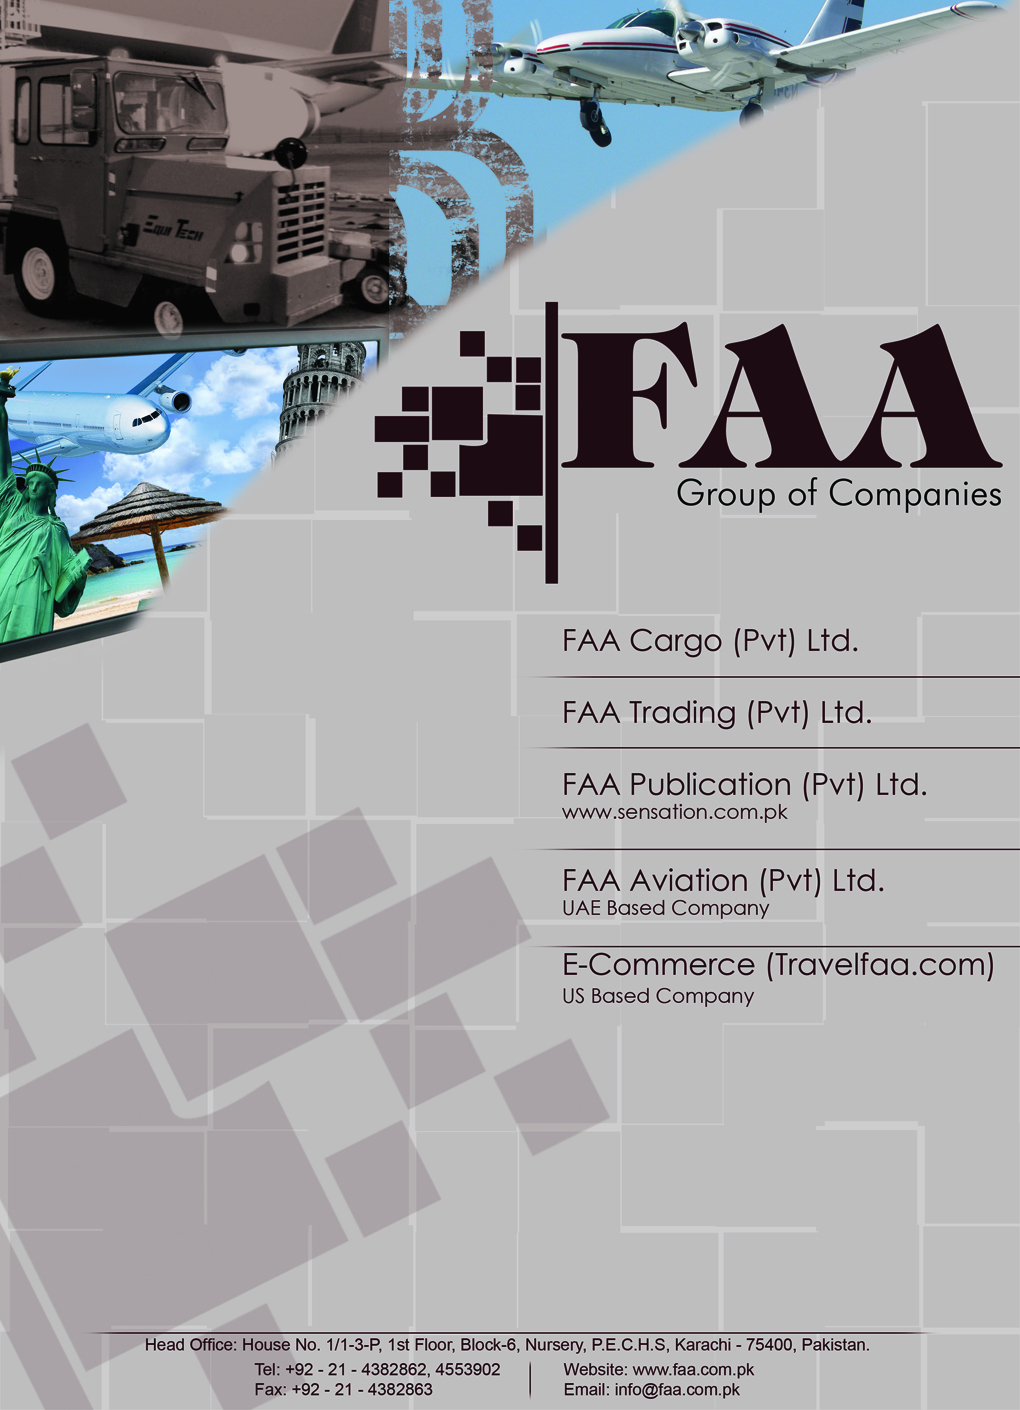 EQUI TECH
FAA
Group of Companies
FAA Cargo (Pvt) Ltd.
FAA Trading (Pvt) Ltd.
FAA Publication (Pvt) Ltd.
www.sensation.com.pk
FAA Aviation (Pvt) Ltd.
UAE Based Company
E-Commerce (Travelfaa.com)
US Based Company
Head Office: House No. 1/1-3-P, 1st Floor, Block-6, Nursery, P.E.C.H.S, Karachi - 75400, Pakistan.
Tel: +92 - 21 - 4382862, 4553902
Fax: +92 - 21 - 4382863
Website: www.faa.com.pk
Email: info@faa.com.pk